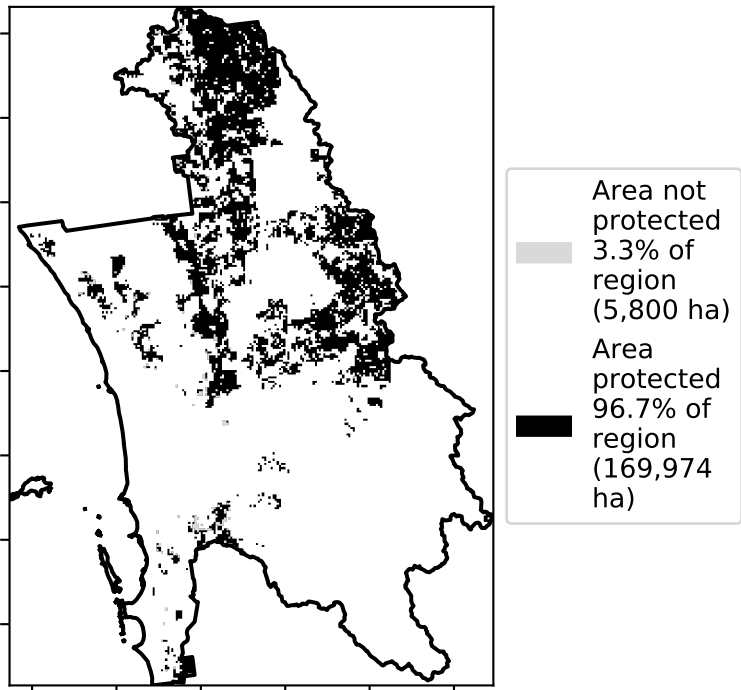 Area not
protected
3.3% of
region
(5,800 ha)
Area
protected
96.7% of
region
(169,974
ha)